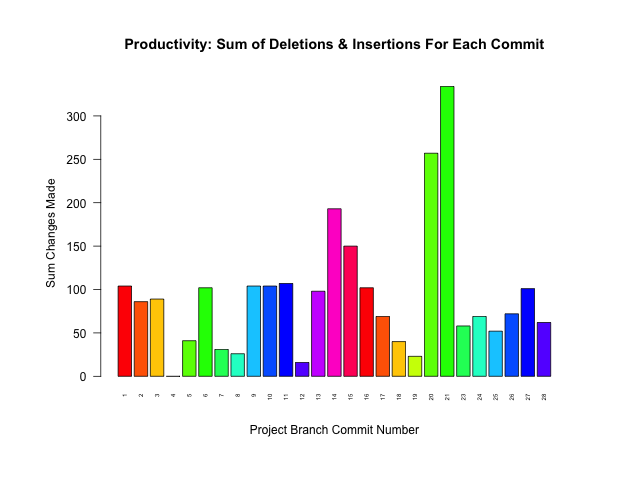 Productivity: Sum of Deletions & Insertions For Each Commit
Sum Changes Made
300
250
200
150
100
50
0
1 2 3 4 5 6 7 8 9 10 11 12 13 14 15 16 17 18 19 20 21 23 24 25 26 27 28
Project Branch Commit Number